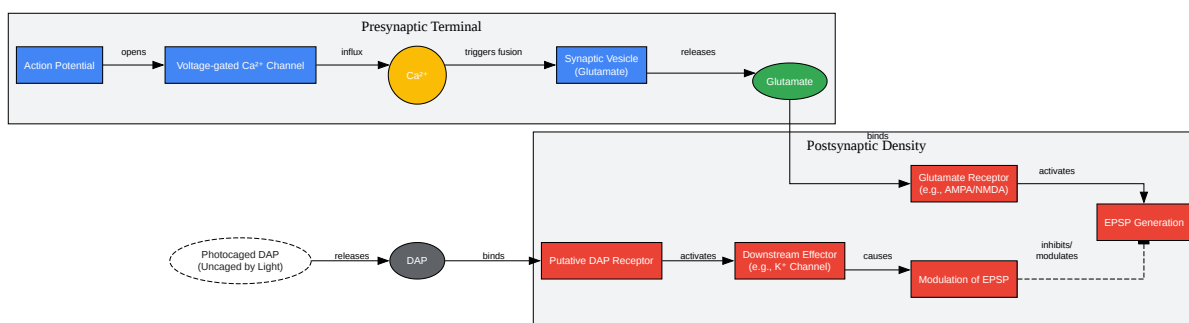 Presynaptic Terminal
Action Potential
opens
Voltage-gated Ca²⁺ Channel
influx
Ca²⁺
triggers fusion
Synaptic Vesicle
(Glutamate)
releases
Glutamate
binds
Postsynaptic Density
Glutamate Receptor
(e.g., AMPA/NMDA)
activates
EPSP Generation
Photocaged DAP
(Uncaged by Light)
releases
DAP
binds
Putative DAP Receptor
activates
Downstream Effector
(e.g., K⁺ Channel)
causes
Modulation of EPSP
inhibits/
modulates